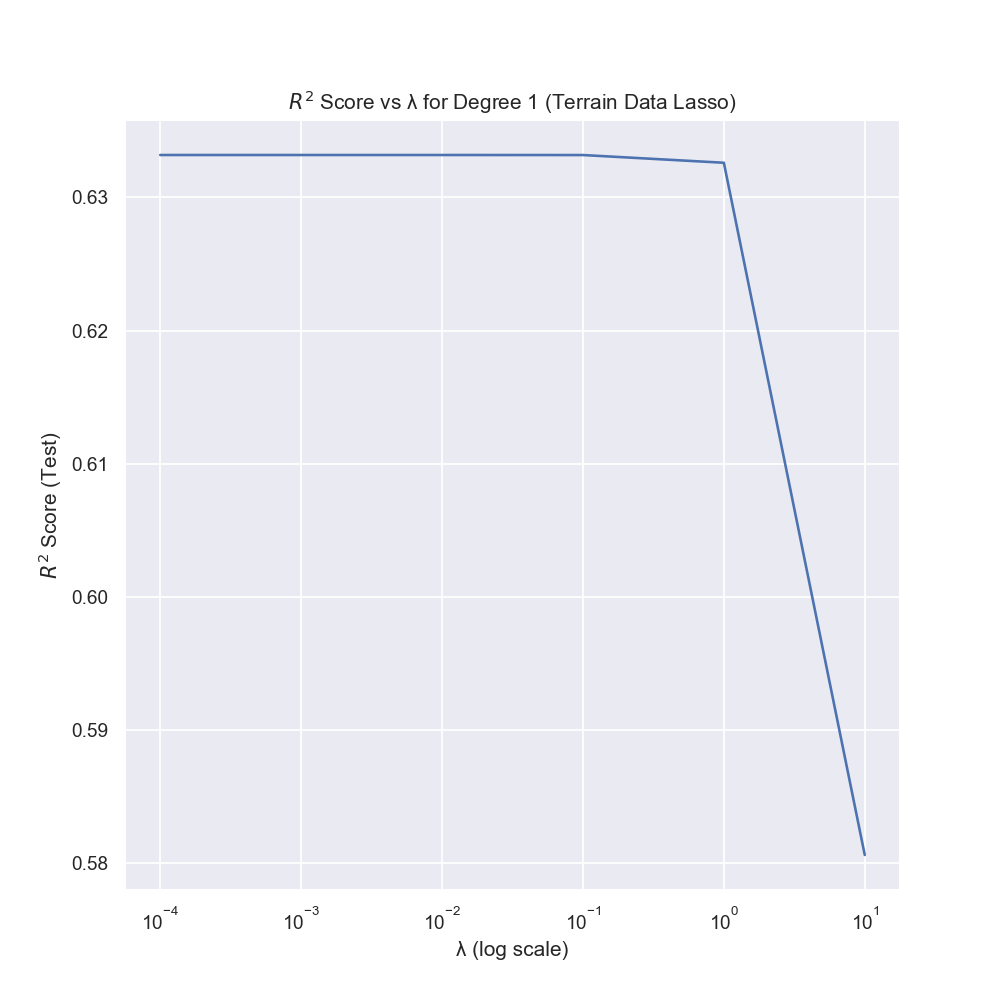 R² Score vs λ for Degree 1 (Terrain Data Lasso)
R² Score (Test)
0.63
0.62
0.61
0.60
0.59
0.58
10⁻⁴ 10⁻³ 10⁻² 10⁻¹ 10⁰ 10¹
λ (log scale)